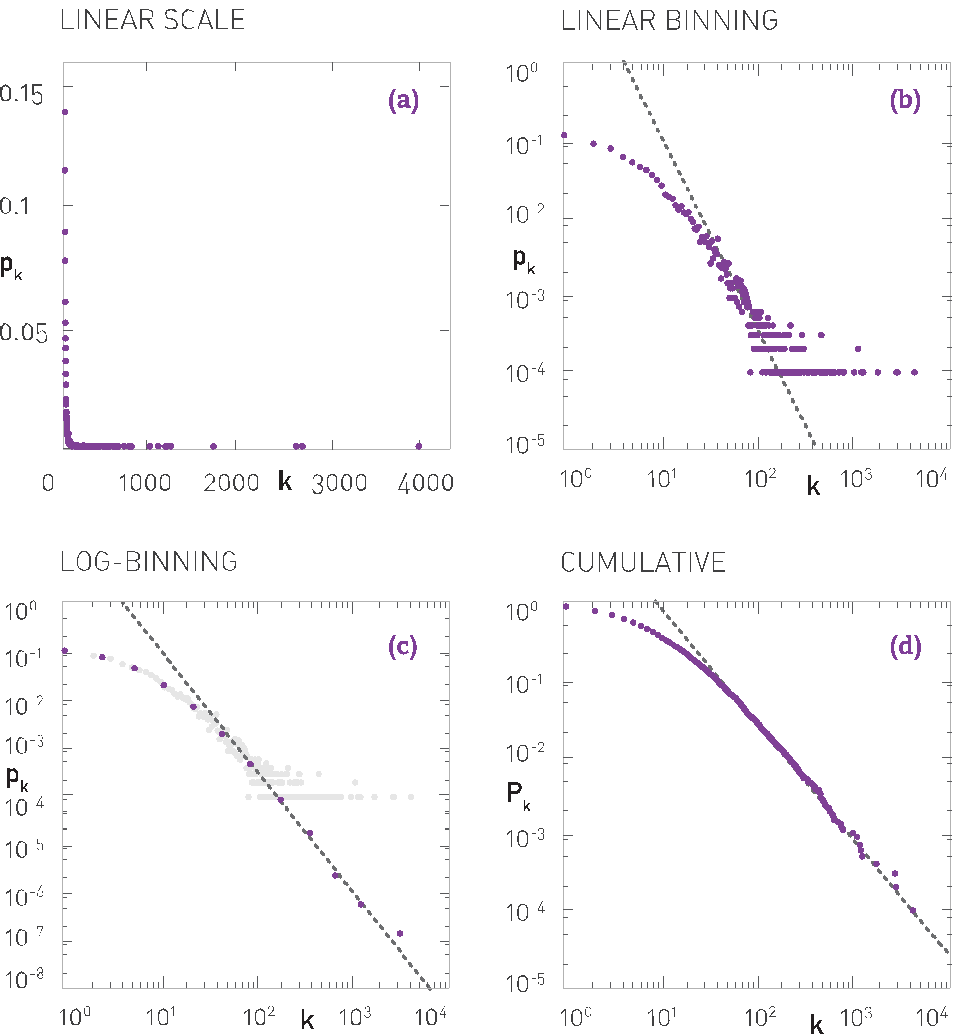 LINEAR SCALE
(a)
0.15
0.1
0.05
pₖ
0 1000 2000 k 3000 4000
LINEAR BINNING
(b)
10⁰
10⁻¹
10⁻²
pₖ
10⁻³
10⁻⁴
10⁻⁵
10⁰ 10¹ 10² k 10³ 10⁴
LOG-BINNING
(c)
10⁰
10⁻¹
10⁻²
10⁻³
pₖ
10⁻⁴
10⁻⁵
10⁻⁶
10⁻⁷
10⁻⁸
10⁰ 10¹ 10² k 10³ 10⁴
CUMULATIVE
(d)
10⁰
10⁻¹
10⁻²
Pₖ
10⁻³
10⁻⁴
10⁻⁵
10⁰ 10¹ 10² k 10³ 10⁴